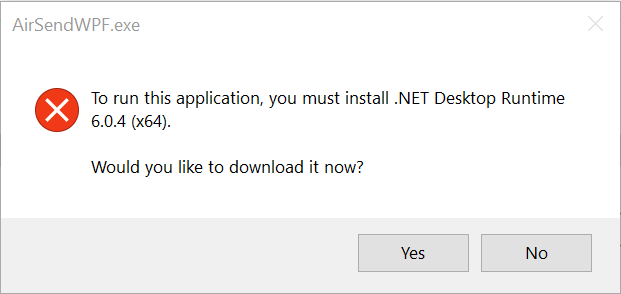 AirSendWPF.exe
To run this application, you must install .NET Desktop Runtime
6.0.4 (x64).
Would you like to download it now?
Yes
No